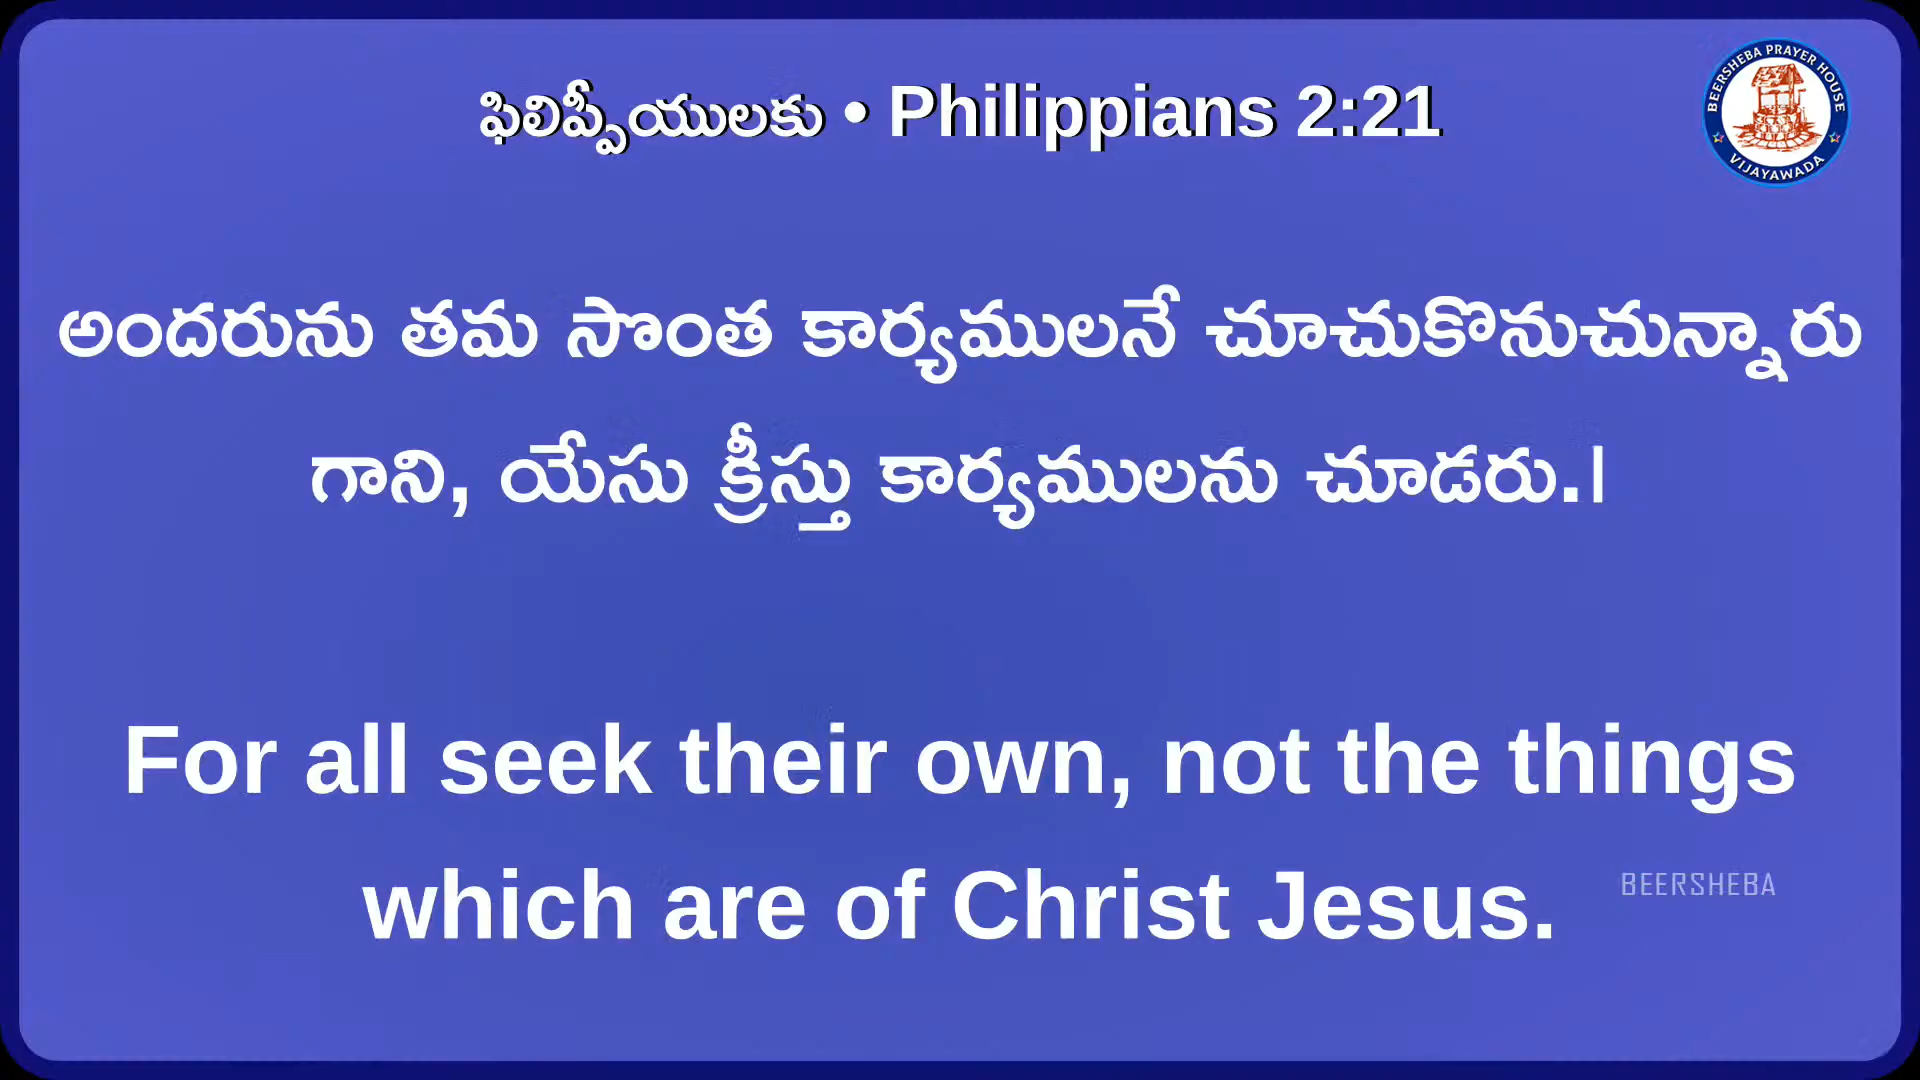 ఫిలిప్పీయులకు • Philippians 2:21
BEERSHEBA PRAYER HOUSE
VIJAYAWADA
అందరును తమ సొంత కార్యములనే చూచుకొనుచున్నారు
గాని, యేసు క్రీస్తు కార్యములను చూడరు.|
For all seek their own, not the things
which are of Christ Jesus.
BEERSHEBA